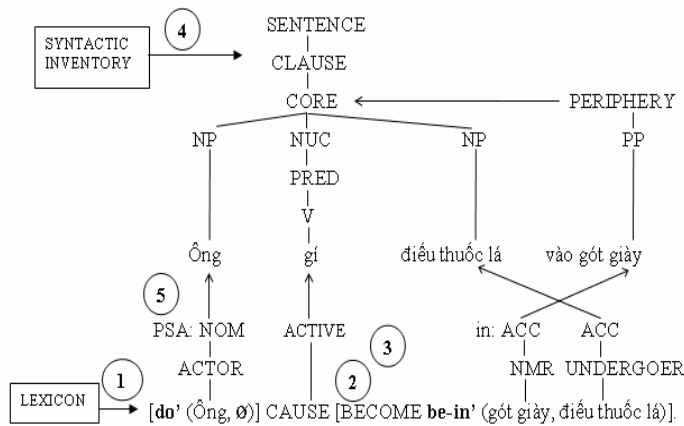 SENTENCE
4
SYNTACTIC
INVENTORY
CLAUSE
CORE
PERIPHERY
NP NUC NP PP
PRED
V
Ông gí điếu thuốc lá vào gót giày
5
PSA: NOM ACTIVE in: ACC ACC
3
ACTOR NMR UNDERGOER
1
2
LEXICON
[do' (Ông, Ø)] CAUSE [BECOME be-in' (gót giày, điếu thuốc lá)].